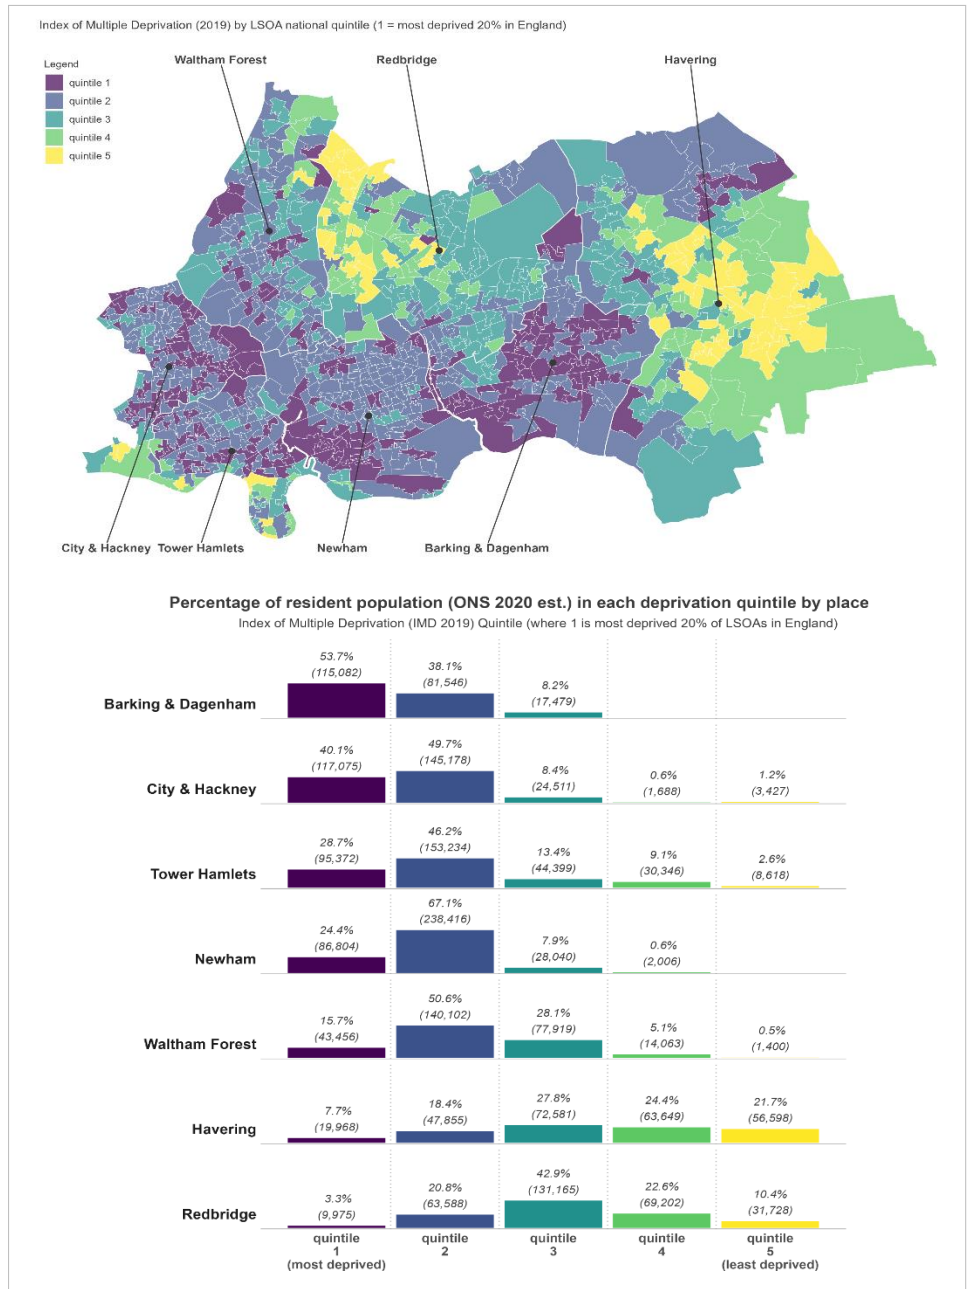 Index of Multiple Deprivation (2019) by LSOA national quintile (1 = most deprived 20% in England)
Waltham Forest
Redbridge
Havering
Legend
quintile 1
quintile 2
quintile 3
quintile 4
quintile 5
City & Hackney
Tower Hamlets
Newham
Barking & Dagenham
Percentage of resident population (ONS 2020 est.) in each deprivation quintile by place
Index of Multiple Deprivation (IMD 2019) Quintile (where 1 is most deprived 20% of LSOAs in England)
Barking & Dagenham
53.7%
(115,082)
38.1%
(81,546)
8.2%
(17,479)
City & Hackney
40.1%
(117,075)
49.7%
(145,178)
8.4%
(24,511)
0.6%
(1,688)
1.2%
(3,427)
Tower Hamlets
28.7%
(95,372)
46.2%
(153,234)
13.4%
(44,399)
9.1%
(30,346)
2.6%
(8,618)
Newham
24.4%
(86,804)
67.1%
(238,416)
7.9%
(28,040)
0.6%
(2,006)
Waltham Forest
15.7%
(43,456)
50.6%
(140,102)
28.1%
(77,919)
5.1%
(14,063)
0.5%
(1,400)
Havering
7.7%
(19,968)
18.4%
(47,855)
27.8%
(72,581)
24.4%
(63,649)
21.7%
(56,598)
Redbridge
3.3%
(9,975)
20.8%
(63,588)
42.9%
(131,165)
22.6%
(69,202)
10.4%
(31,728)
quintile
1
(most deprived)
quintile
2
quintile
3
quintile
4
quintile
5
(least deprived)